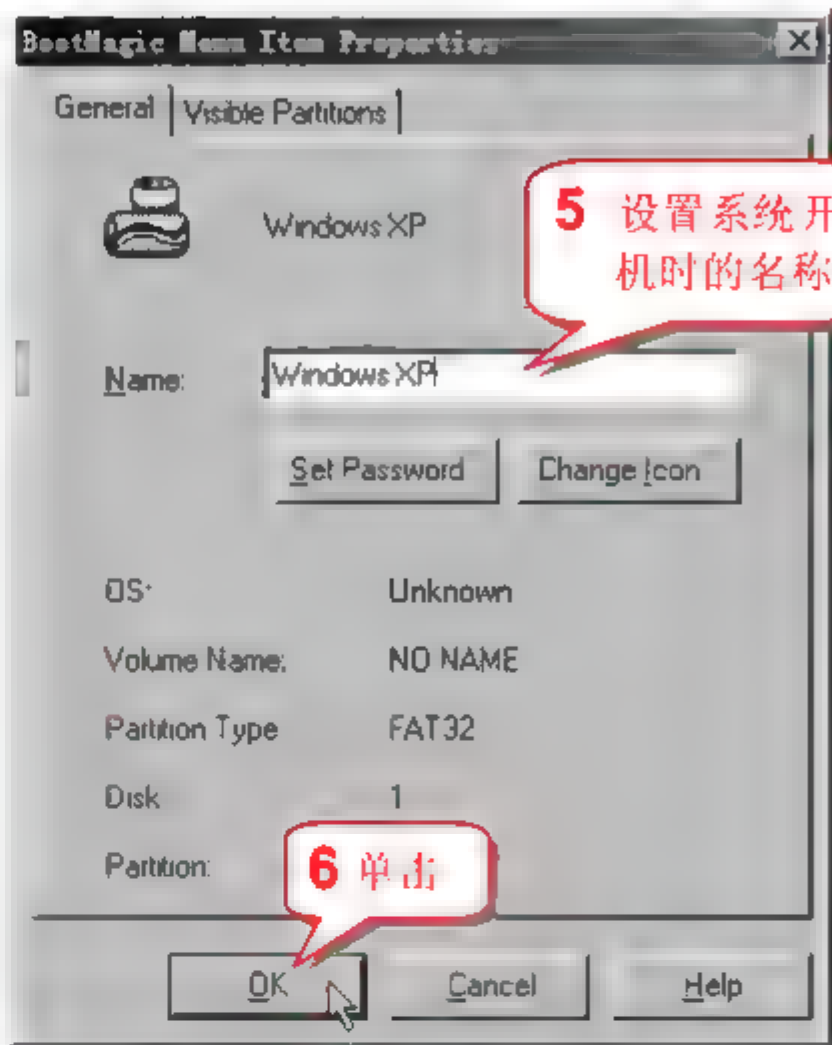 BootMagic Menu Item Properties
General Visible Partitions
Windows XP
5 设置系统开
机时的名称
Name: Windows XP
Set Password Change Icon
OS: Unknown
Volume Name: NO NAME
Partition Type FAT32
Disk 1
Partition:
6 单击
OK Cancel Help